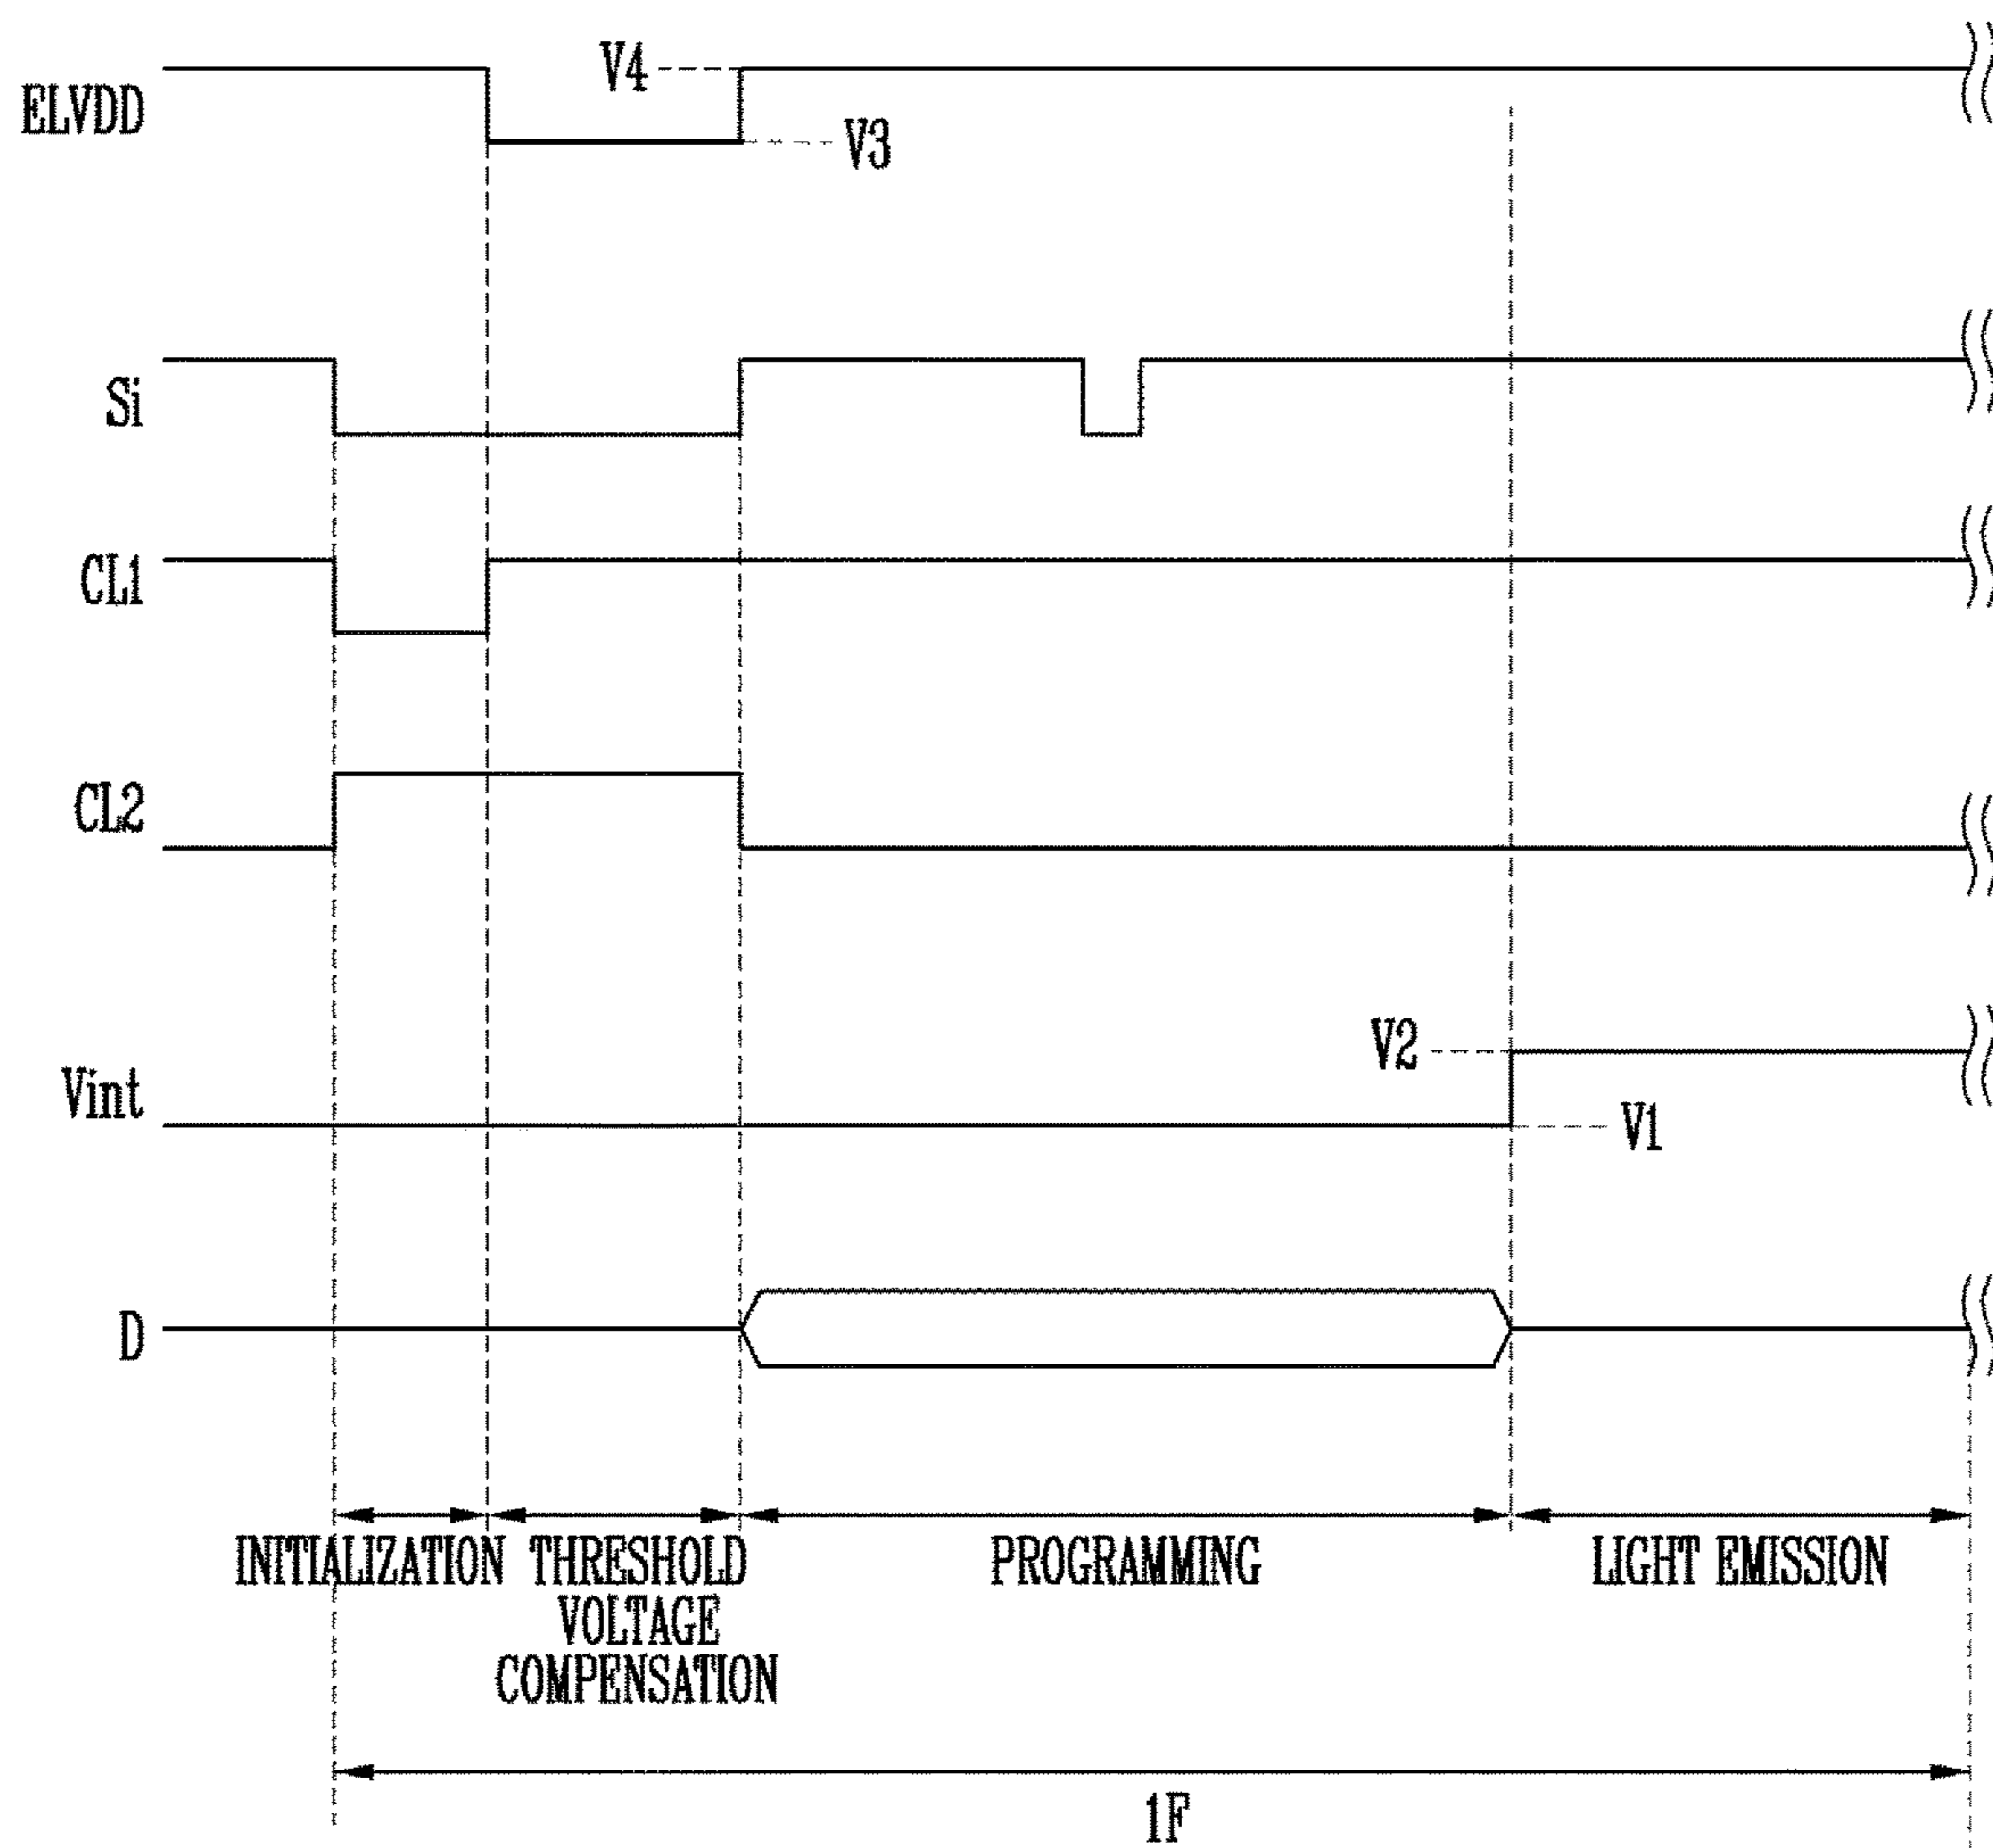 V4
ELVDD
V3
Si
CL1
CL2
V2
Vint
V1
D
INITIALIZATION THRESHOLD VOLTAGE COMPENSATION
PROGRAMMING
LIGHT EMISSION
1F